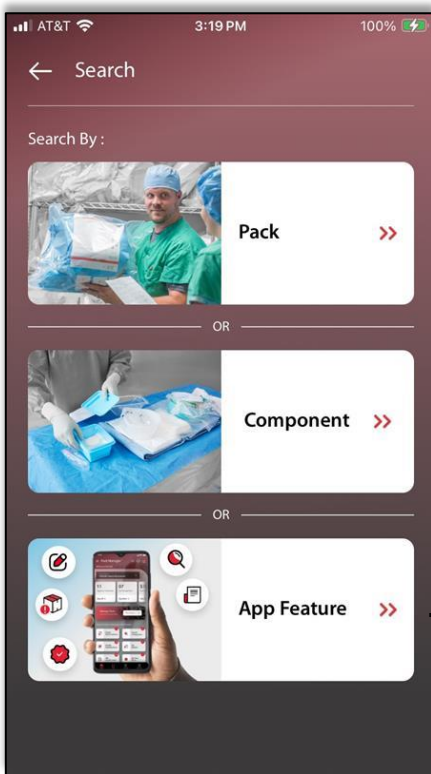 AT&T
3:19 PM
100%
Search
Search By :
Pack
OR
Component
OR
App Feature